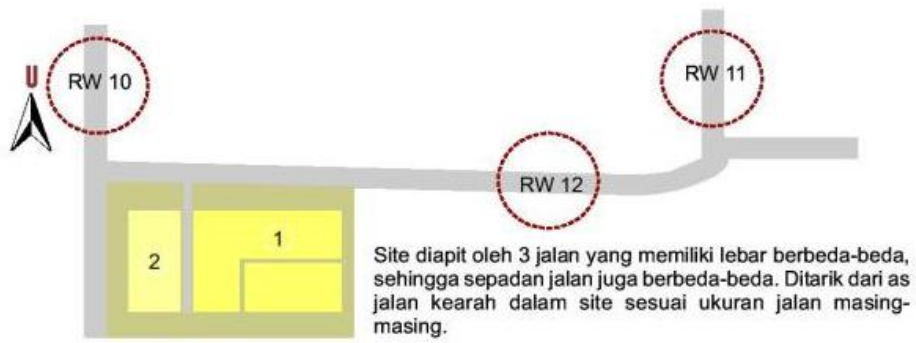 RW 10
RW 11
U
RW 12
1
2
Site diapit oleh 3 jalan yang memiliki lebar berbeda-beda,
sehingga sepadan jalan juga berbeda-beda. Ditarik dari as
jalan kearah dalam site sesuai ukuran jalan masing-
masing.